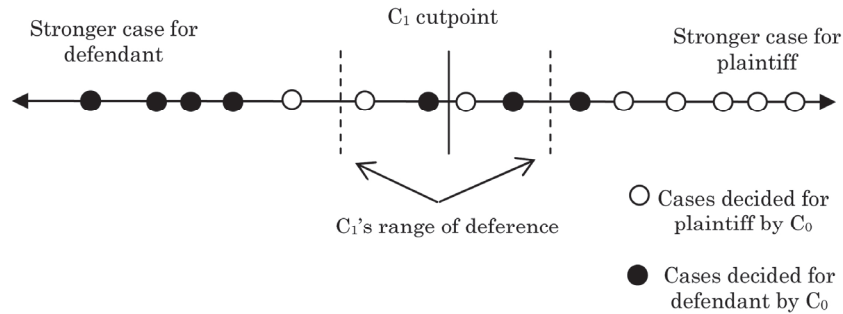 C₁ cutpoint
Stronger case for
defendant
Stronger case for
plaintiff
C₁'s range of deference
Cases decided for
plaintiff by C₀
Cases decided for
defendant by C₀